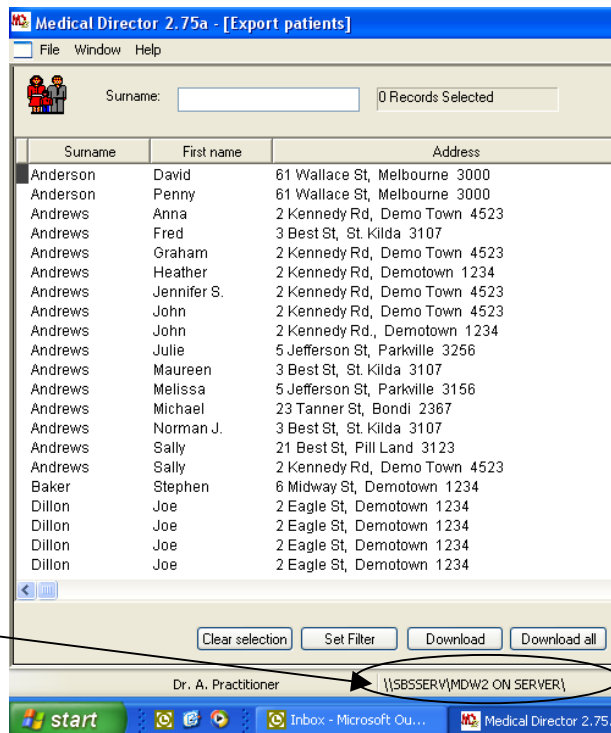 Medical Director 2.75a - [Export patients]
File Window Help
Surname: 0 Records Selected
Surname First name Address
Anderson David 61 Wallace St, Melbourne 3000
Anderson Penny 61 Wallace St, Melbourne 3000
Andrews Anna 2 Kennedy Rd, Demo Town 4523
Andrews Fred 3 Best St, St. Kilda 3107
Andrews Graham 2 Kennedy Rd, Demo Town 4523
Andrews Heather 2 Kennedy Rd, Demotown 1234
Andrews Jennifer S. 2 Kennedy Rd, Demo Town 4523
Andrews John 2 Kennedy Rd, Demo Town 4523
Andrews John 2 Kennedy Rd., Demotown 1234
Andrews Julie 5 Jefferson St, Parkville 3256
Andrews Maureen 3 Best St, St. Kilda 3107
Andrews Melissa 5 Jefferson St, Parkville 3156
Andrews Michael 23 Tanner St, Bondi 2367
Andrews Norman J. 3 Best St, St. Kilda 3107
Andrews Sally 21 Best St, Pill Land 3123
Andrews Sally 2 Kennedy Rd, Demo Town 4523
Baker Stephen 6 Midway St, Demotown 1234
Dillon Joe 2 Eagle St, Demotown 1234
Dillon Joe 2 Eagle St, Demotown 1234
Dillon Joe 2 Eagle St, Demotown 1234
Dillon Joe 2 Eagle St, Demotown 1234
Clear selection Set Filter Download Download all
Dr. A. Practitioner \\SBSSERV\MDW2 ON SERVER\
start Inbox - Microsoft Ou... Medical Director 2.75